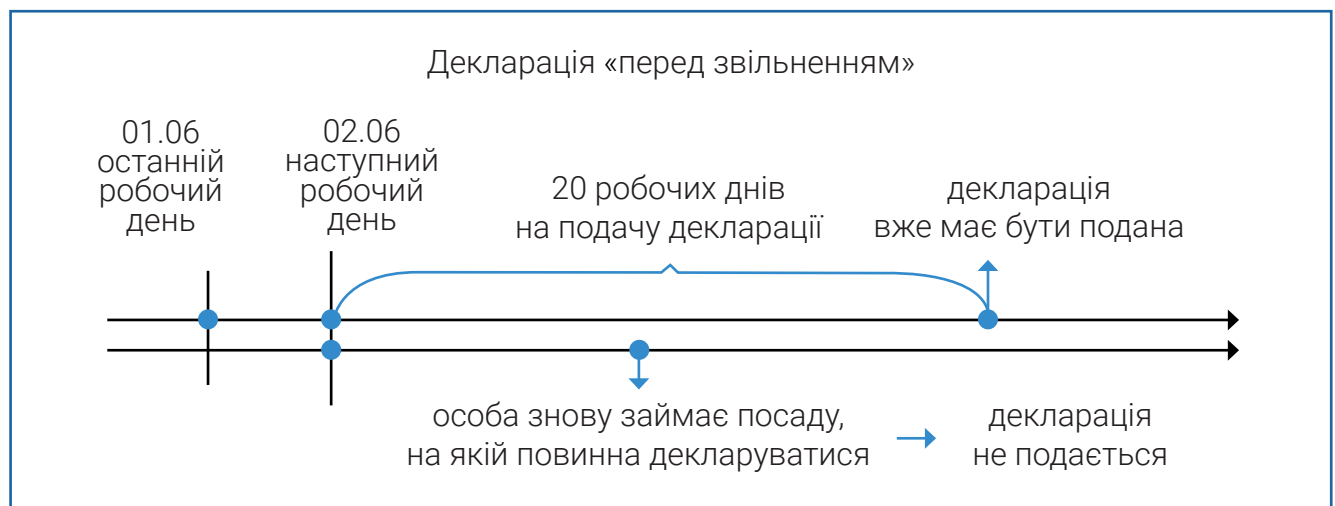 Декларація «перед звільненням»
01.06
останній
робочий
день
02.06
наступний
робочий
день
20 робочих днів
на подачу декларації
декларація
вже має бути подана
особа знову займає посаду,
на якій повинна декларуватися
декларація
не подається